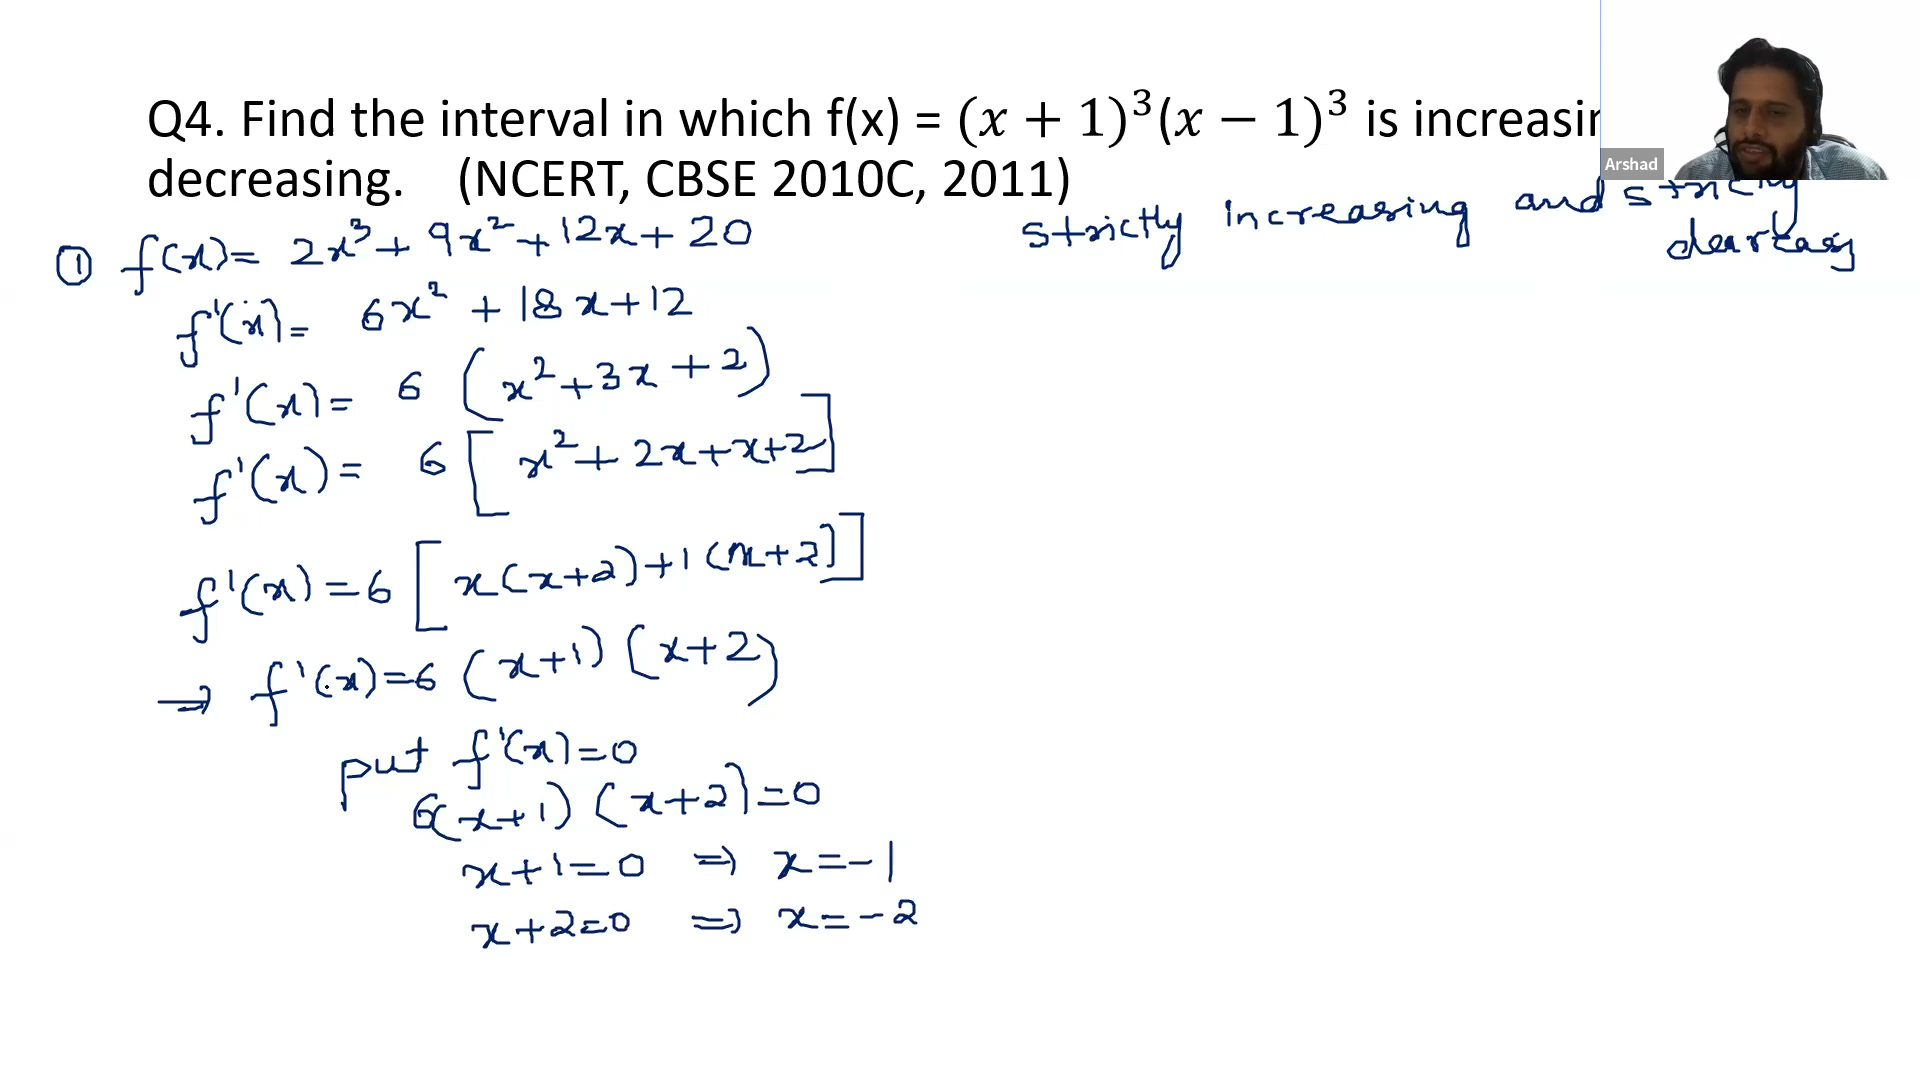 Q4. Find the interval in which f(x) = (x + 1)³(x − 1)³ is increasin
decreasing. (NCERT, CBSE 2010C, 2011)
Arshad
strictly increasing and strictly
① f(x)= 2x³+ 9x²+12x+ 20
f'(x)= 6x² + 18x+12
f'(x)= 6 (x²+3x+2)
f'(x)= 6 [x²+ 2x+x+2]
f'(x)=6 [x(x+2)+1(x+2)]
⇒ f'(x)=6 (x+1) (x+2)
put f'(x)=0
6(x+1) (x+2)=0
x+1=0 ⇒ x=-1
x+2=0 ⇒ x=-2